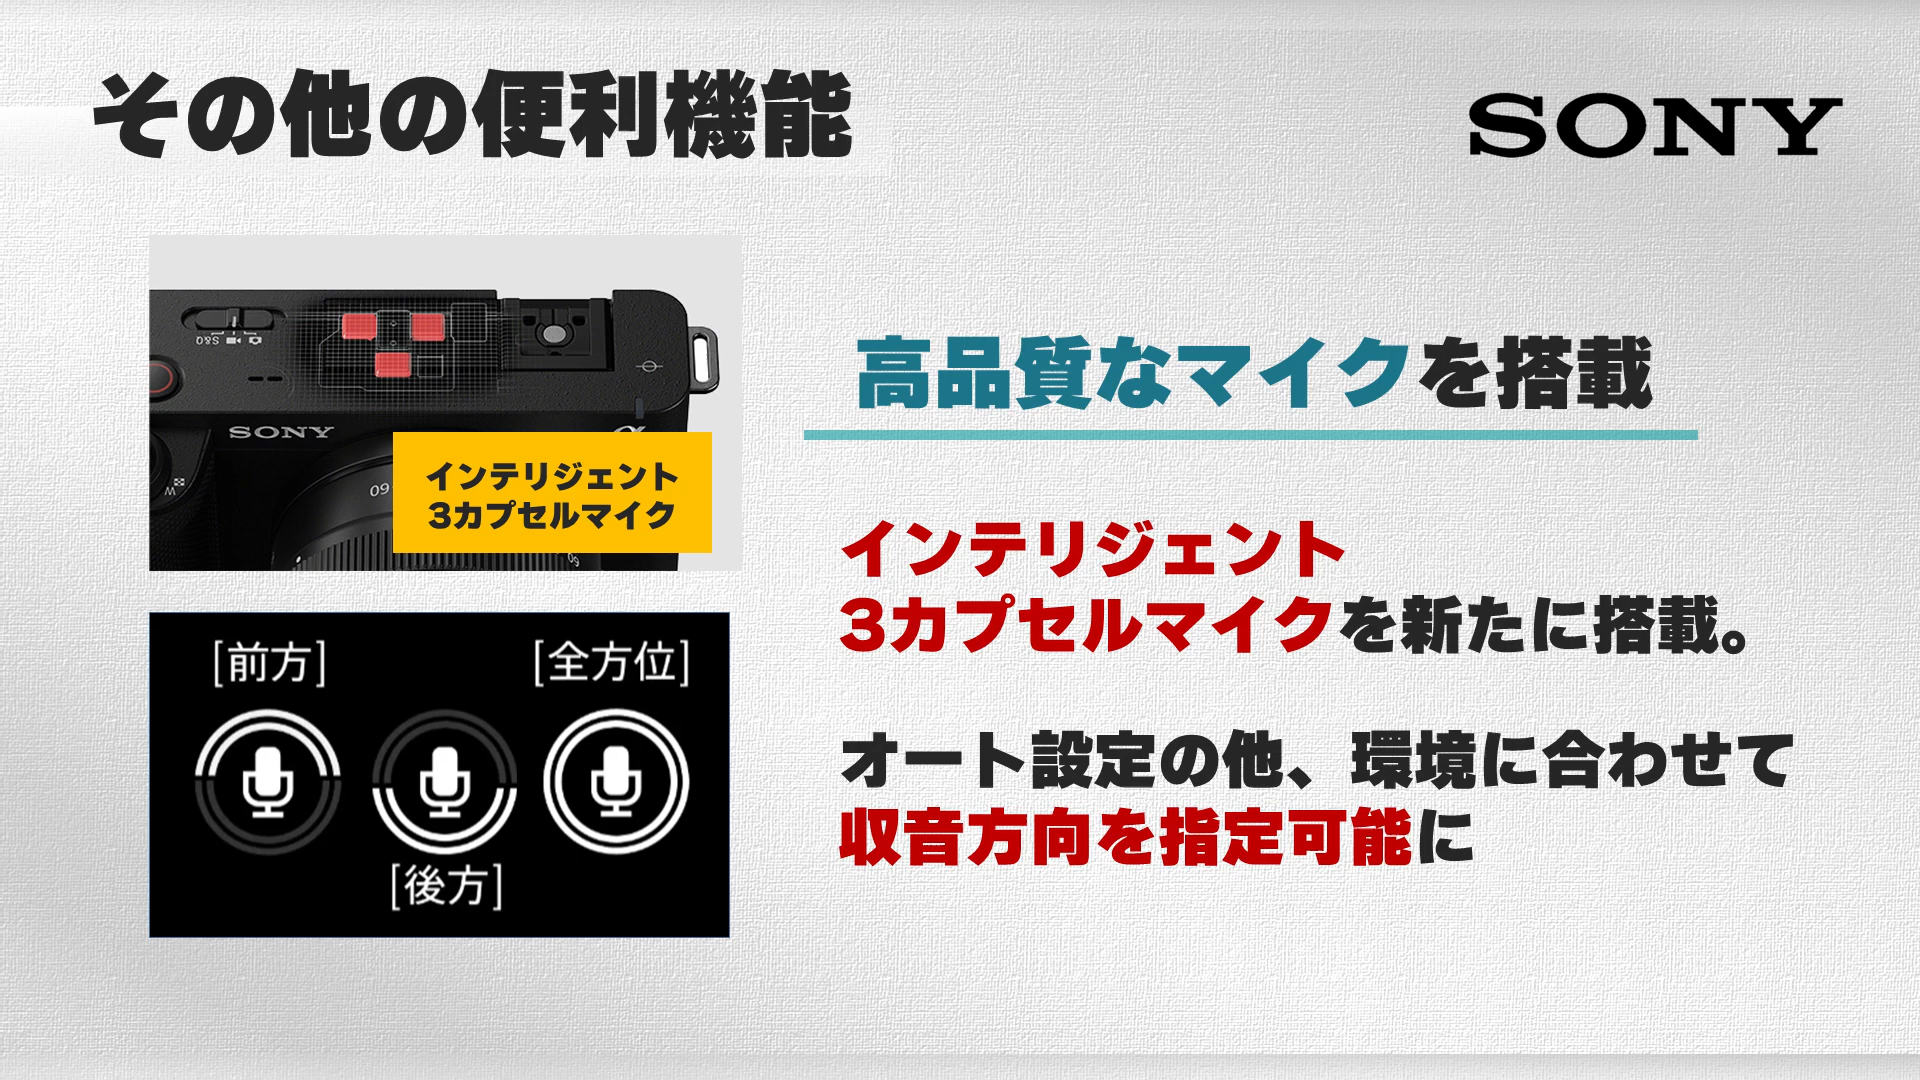 その他の便利機能
SONY
S&Q
SONY
α
W
60
インテリジェント
3カプセルマイク
高品質なマイクを搭載
インテリジェント
3カプセルマイクを新たに搭載。
オート設定の他、環境に合わせて
収音方向を指定可能に
[前方]
[全方位]
[後方]